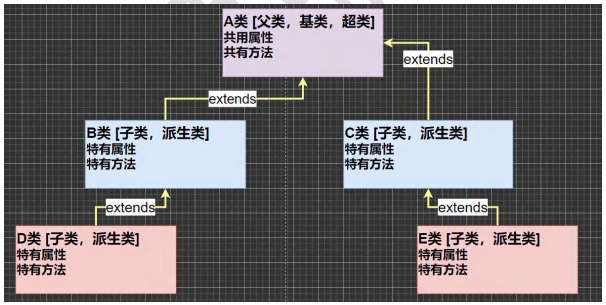 A类 [父类，基类，超类]
共用属性
共有方法
extends
extends
B类 [子类，派生类]
特有属性
特有方法
C类 [子类，派生类]
特有属性
特有方法
extends
extends
D类 [子类，派生类]
特有属性
特有方法
E类 [子类，派生类]
特有属性
特有方法